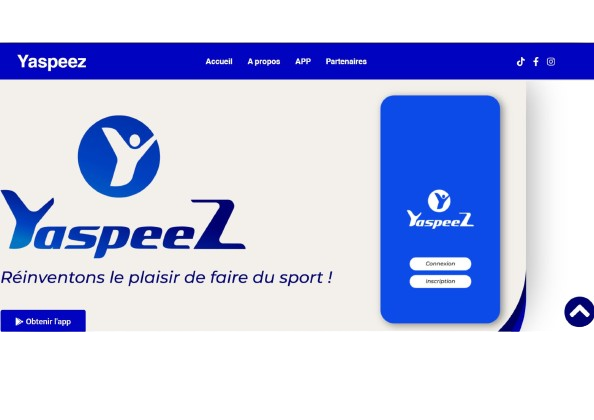 Yaspeez
Accueil A propos APP Partenaires
YaspeeZ
Réinventons le plaisir de faire du sport !
Obtenir l'app
YaspeeZ
Connexion
Inscription